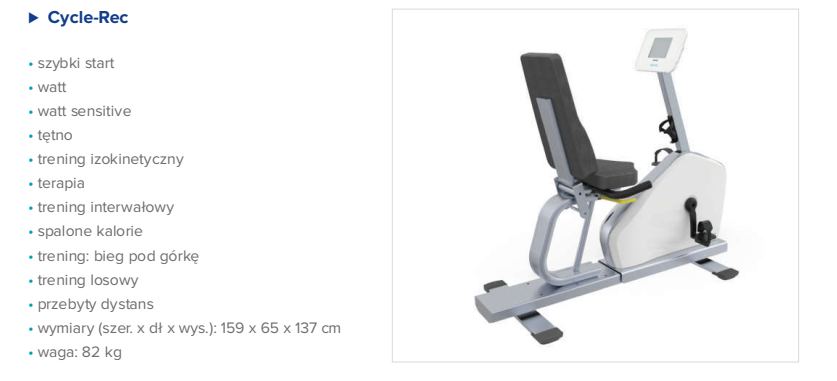 ► Cycle-Rec
• szybki start
• watt
• watt sensitive
• tętno
• trening izokinetyczny
• terapia
• trening interwałowy
• spalone kalorie
• trening: bieg pod górkę
• trening losowy
• przebyty dystans
• wymiary (szer. x dł x wys.): 159 x 65 x 137 cm
• waga: 82 kg